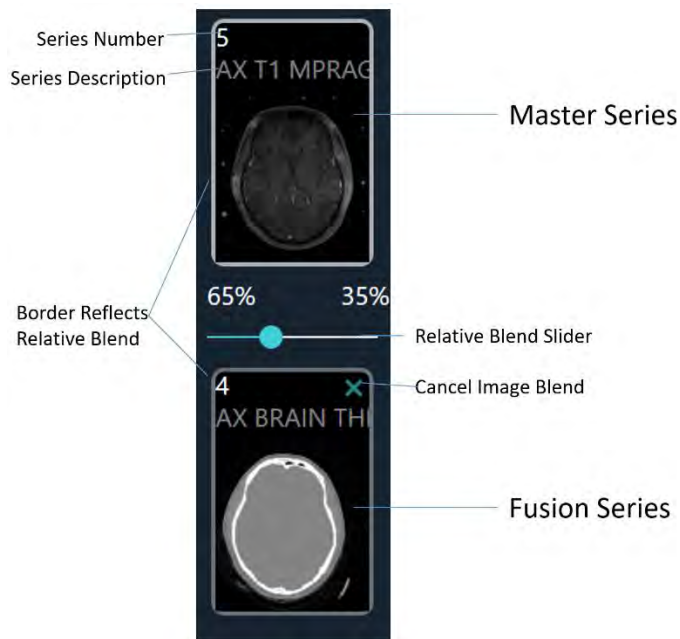 Series Number
5
Series Description
AX T1 MPRAG
Master Series
65% 35%
Border Reflects
Relative Blend
Relative Blend Slider
4
Cancel Image Blend
AX BRAIN THI
Fusion Series